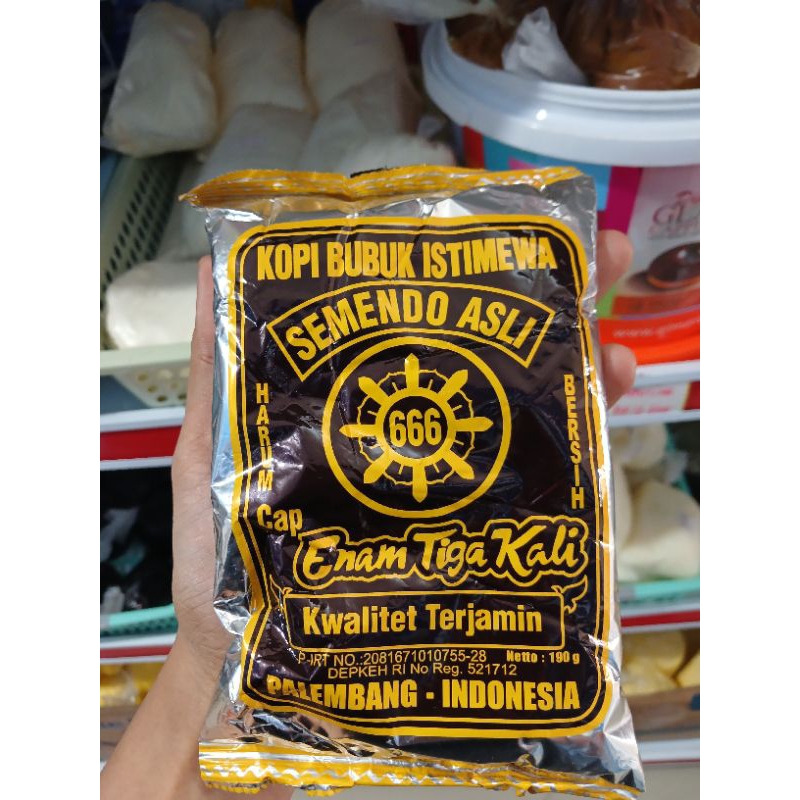 KOPI BUBUK ISTIMEWA
SEMENDO ASLI
666
HARUM
BERSIH
Cap
Enam Tiga Kali
Kwalitet Terjamin
P-IRT NO.:2081671010755-28 Netto : 190 g
DEPKEH RI No Reg. 521712
PALEMBANG - INDONESIA